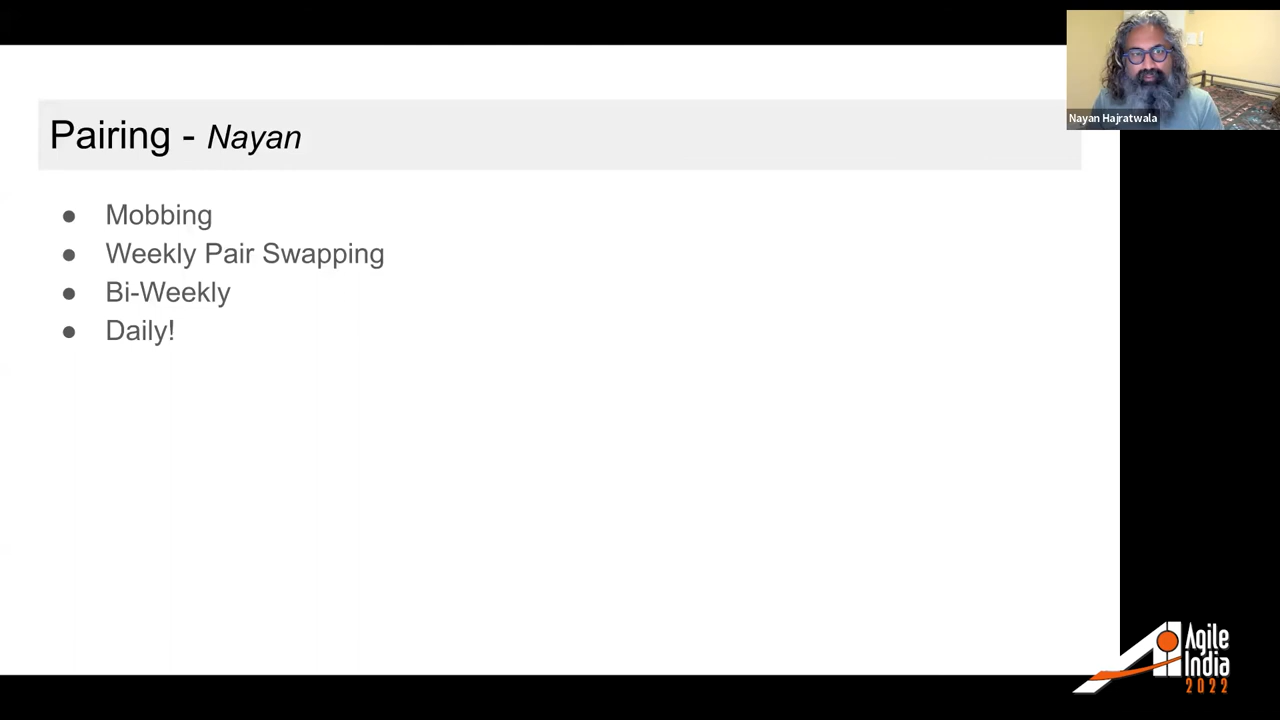 Pairing - Nayan
● Mobbing
● Weekly Pair Swapping
● Bi-Weekly
● Daily!
Nayan Hajratwala
Agile
India
2022